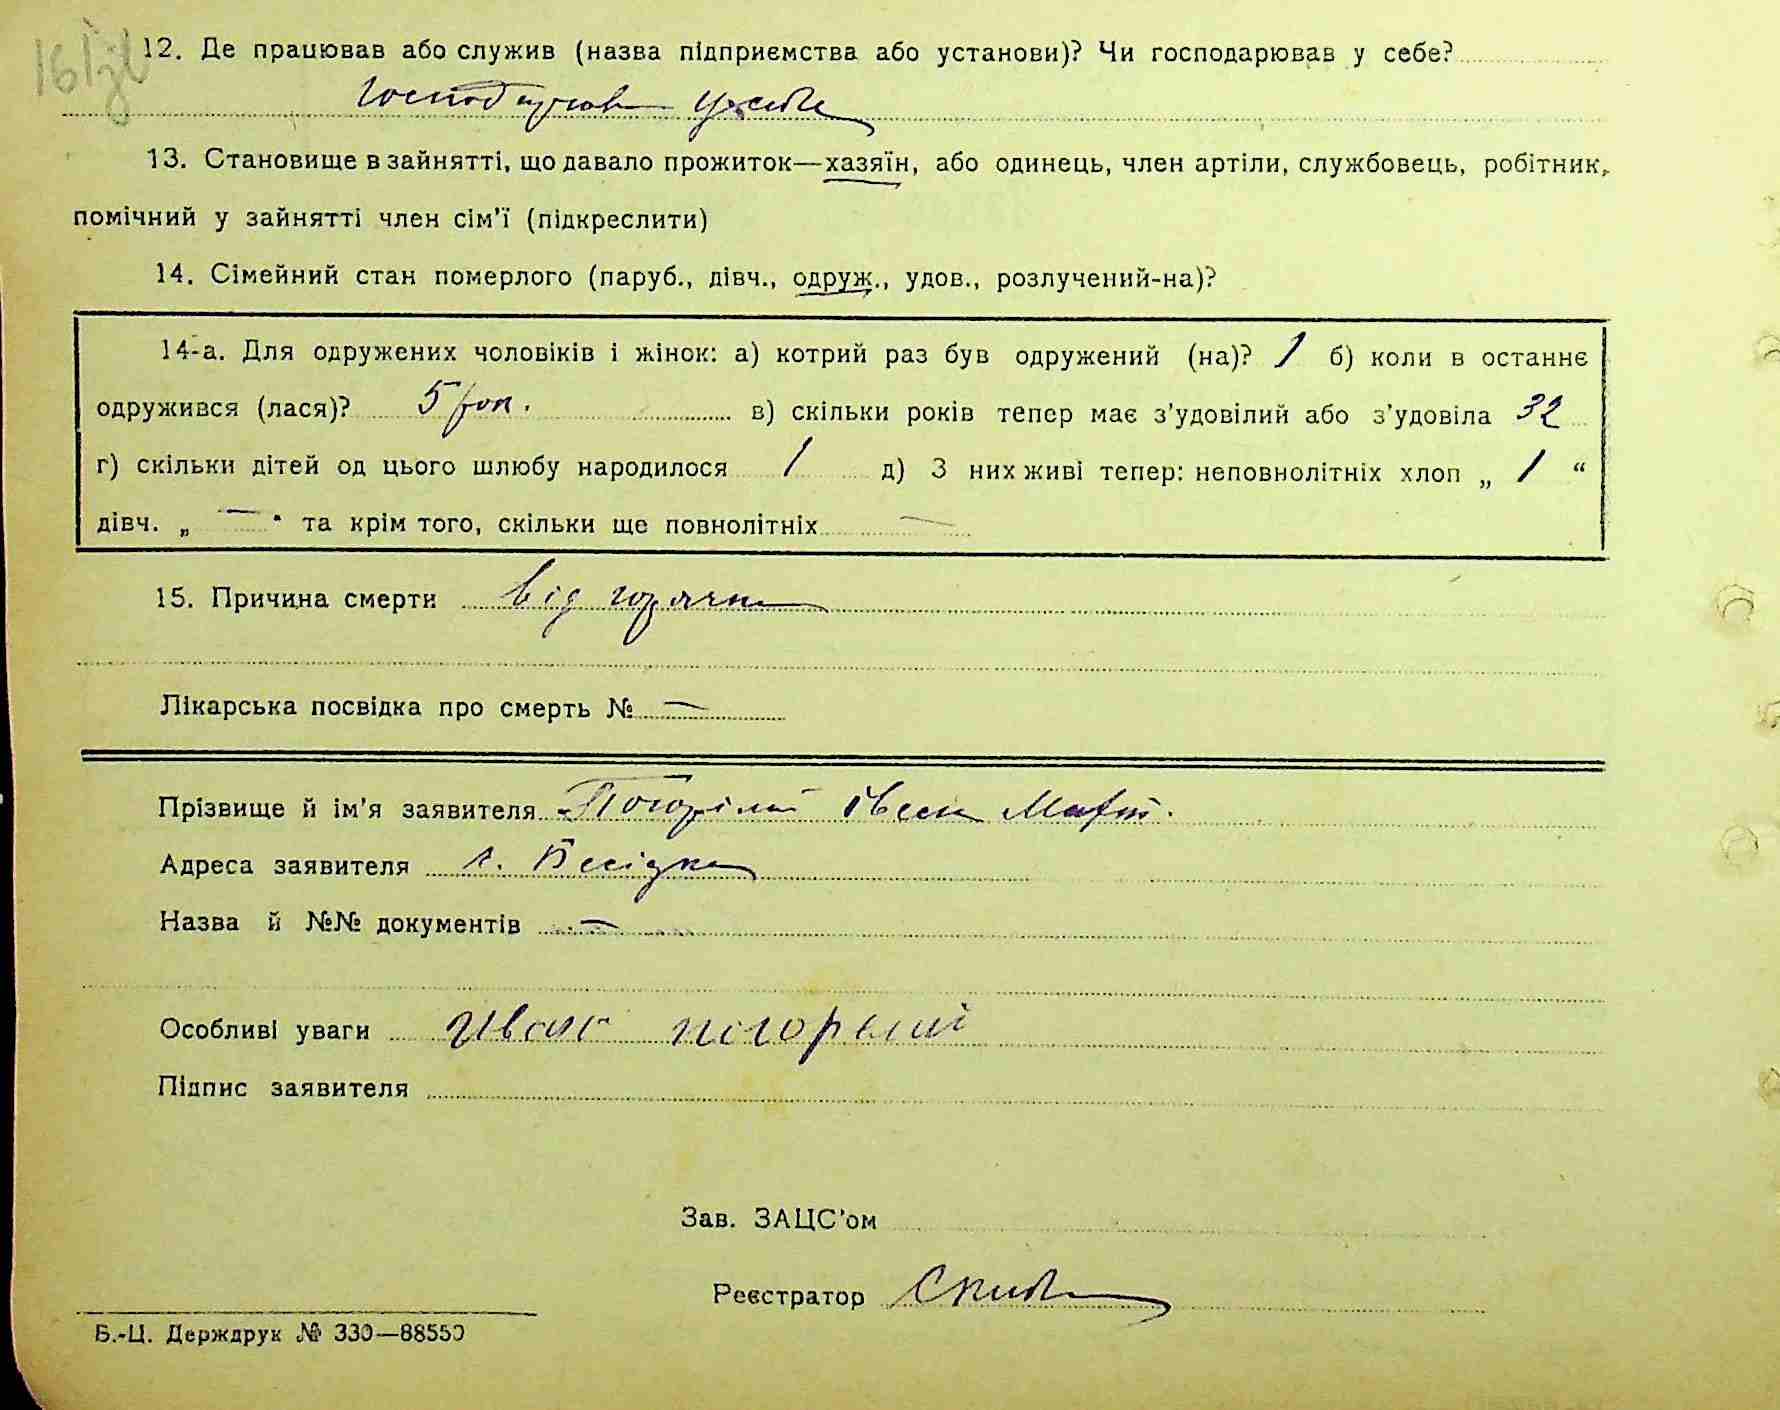 12. Де працював або служив (назва підприємства або установи)? Чи господарював у себе?
Господарював у себе
13. Становище в зайнятті, що давало прожиток—хазяїн, або одинець, член артіли, службовець, робітник,
помічний у зайнятті член сім'ї (підкреслити)
14. Сімейний стан померлого (паруб., дівч., одруж., удов., розлучений-на)?
14-а. Для одружених чоловіків і жінок: а) котрий раз був одружений (на)? 1 б) коли в останнє
одружився (лася)? 5 рок. в) скільки років тепер має з'удовілий або з'удовіла 32
г) скільки дітей од цього шлюбу народилося 1 д) З них живі тепер: неповнолітніх хлоп „ 1 “
дівч. „ — “ та крім того, скільки ще повнолітніх —
15. Причина смерти від горячки
Лікарська посвідка про смерть № —
Прізвище й ім'я заявителя Погорілий Іван
Адреса заявителя с. Бесідка
Назва й №№ документів —
Особливі уваги Иван погорелий
Підпис заявителя
Зав. ЗАЦС'ом
Реєстратор
Б.-Ц. Держдрук № 330—88550